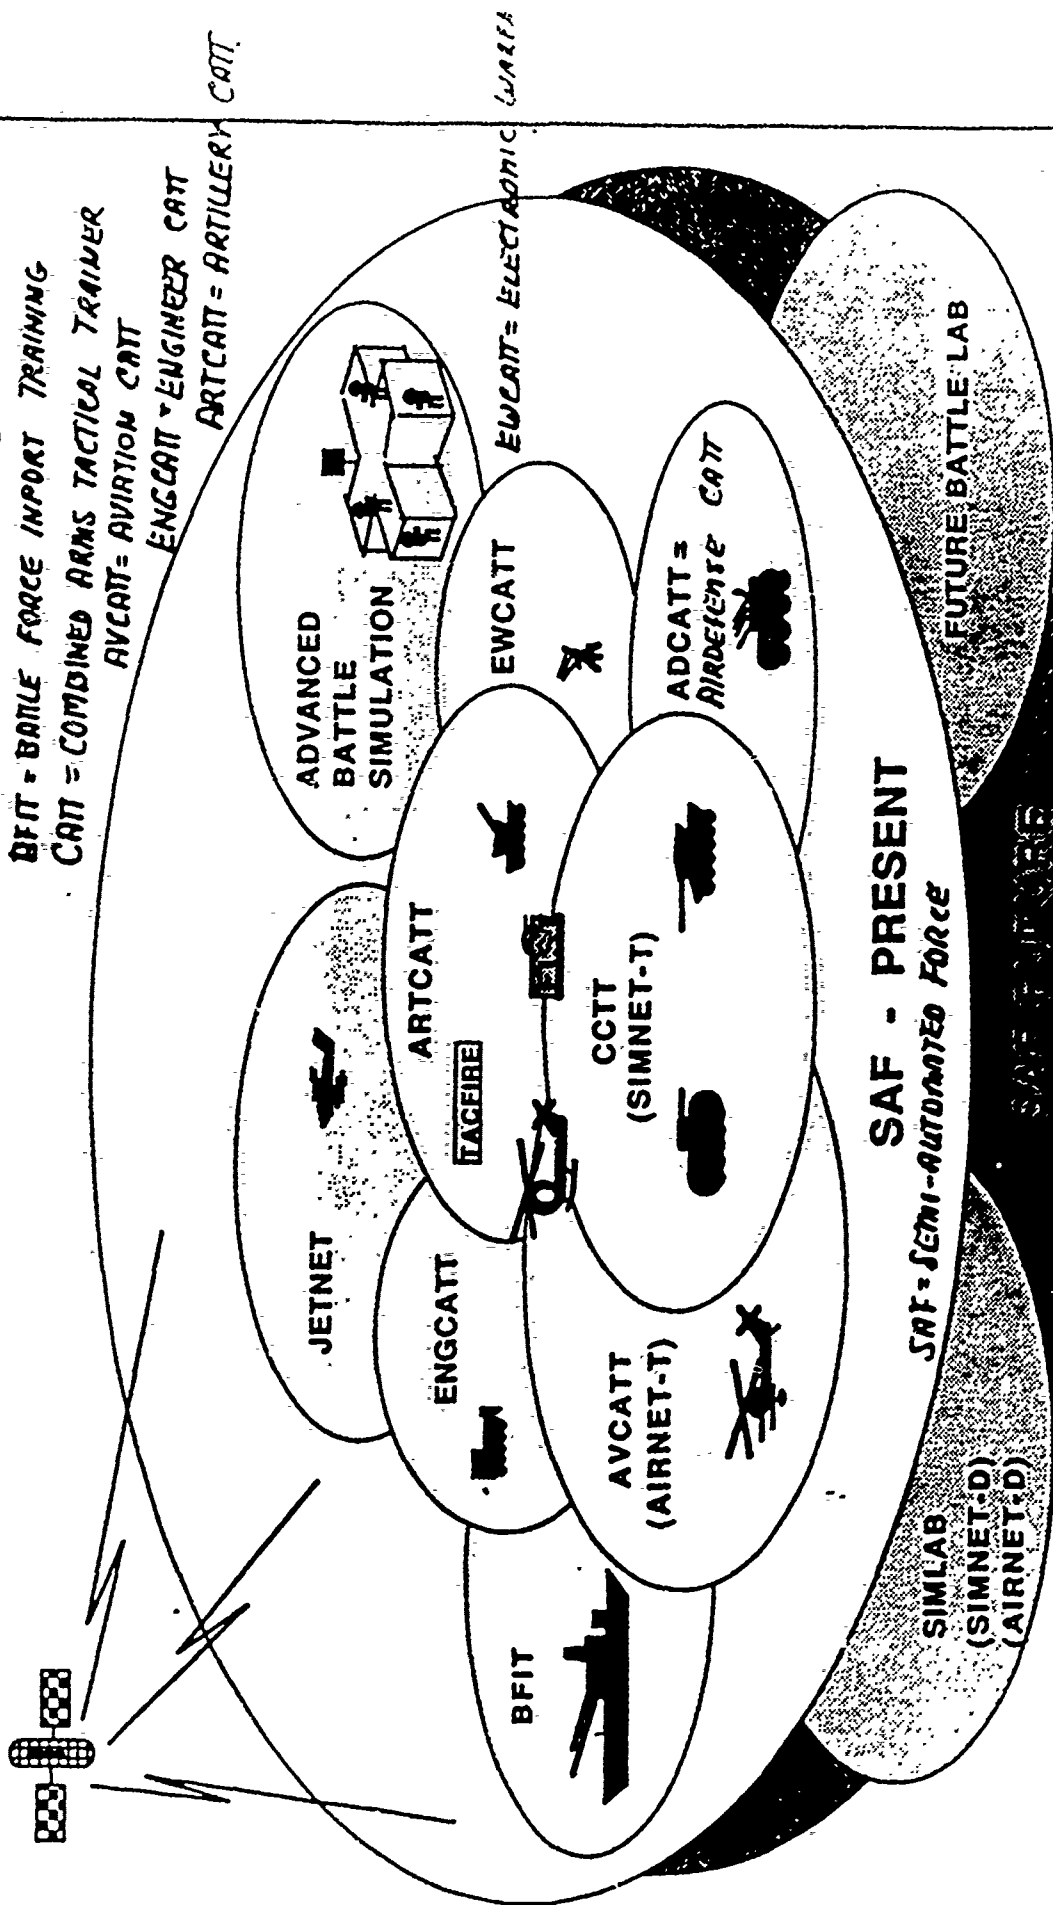 BFIT = BATTLE FORCE INPORT TRAINING
CATT = COMBINED ARMS TACTICAL TRAINER
AVCATT = AVIATION CATT
ENGCATT = ENGINEER CATT
ARTCATT = ARTILLERY CATT
ADVANCED
BATTLE
SIMULATION
JETNET
ARTCATT
TACFIRE
EWCATT
EWCATT = ELECTRONIC
ENGCATT
BFIT
AVCATT
(AIRNET-T)
CCTT
(SIMNET-T)
ADCATT =
AIRDEFENSE CATT
SAF - PRESENT
SAF = SEMI-AUTOMATED FORCE
SIMLAB
(SIMNET-D)
(AIRNET-D)
FUTURE BATTLE LAB
SAF - FUTURE